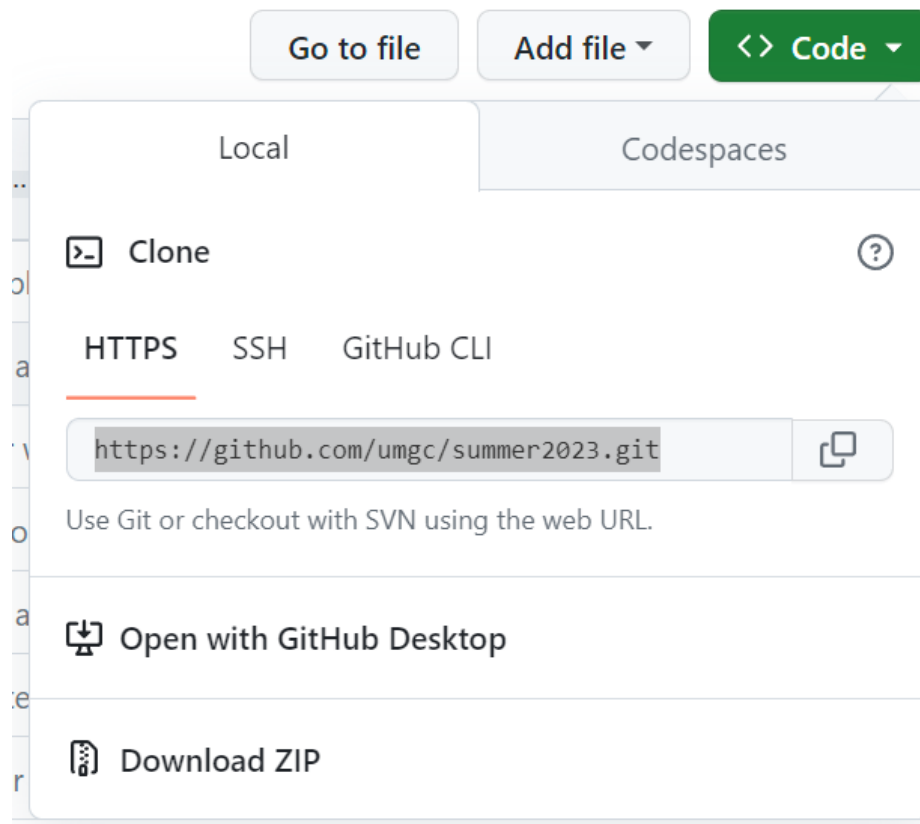 Go to file Add file <> Code
Local Codespaces
Clone
HTTPS SSH GitHub CLI
https://github.com/umgc/summer2023.git
Use Git or checkout with SVN using the web URL.
Open with GitHub Desktop
Download ZIP